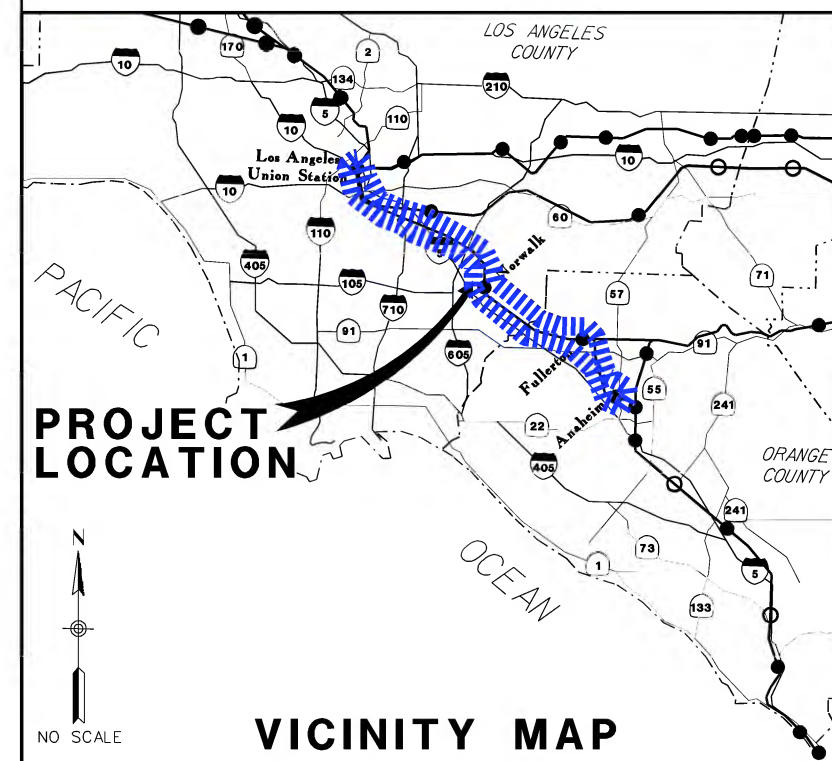 LOS ANGELES
COUNTY
170
2
10
134
210
5
110
10
Los Angeles
Union Station
10
10
60
110
5
Norwalk
405
105
57
71
PACIFIC
710
91
91
1
605
Fullerton
55
241
PROJECT
LOCATION
22
Anaheim
405
ORANGE
COUNTY
241
N
OCEAN
73
1
5
133
NO SCALE
VICINITY MAP